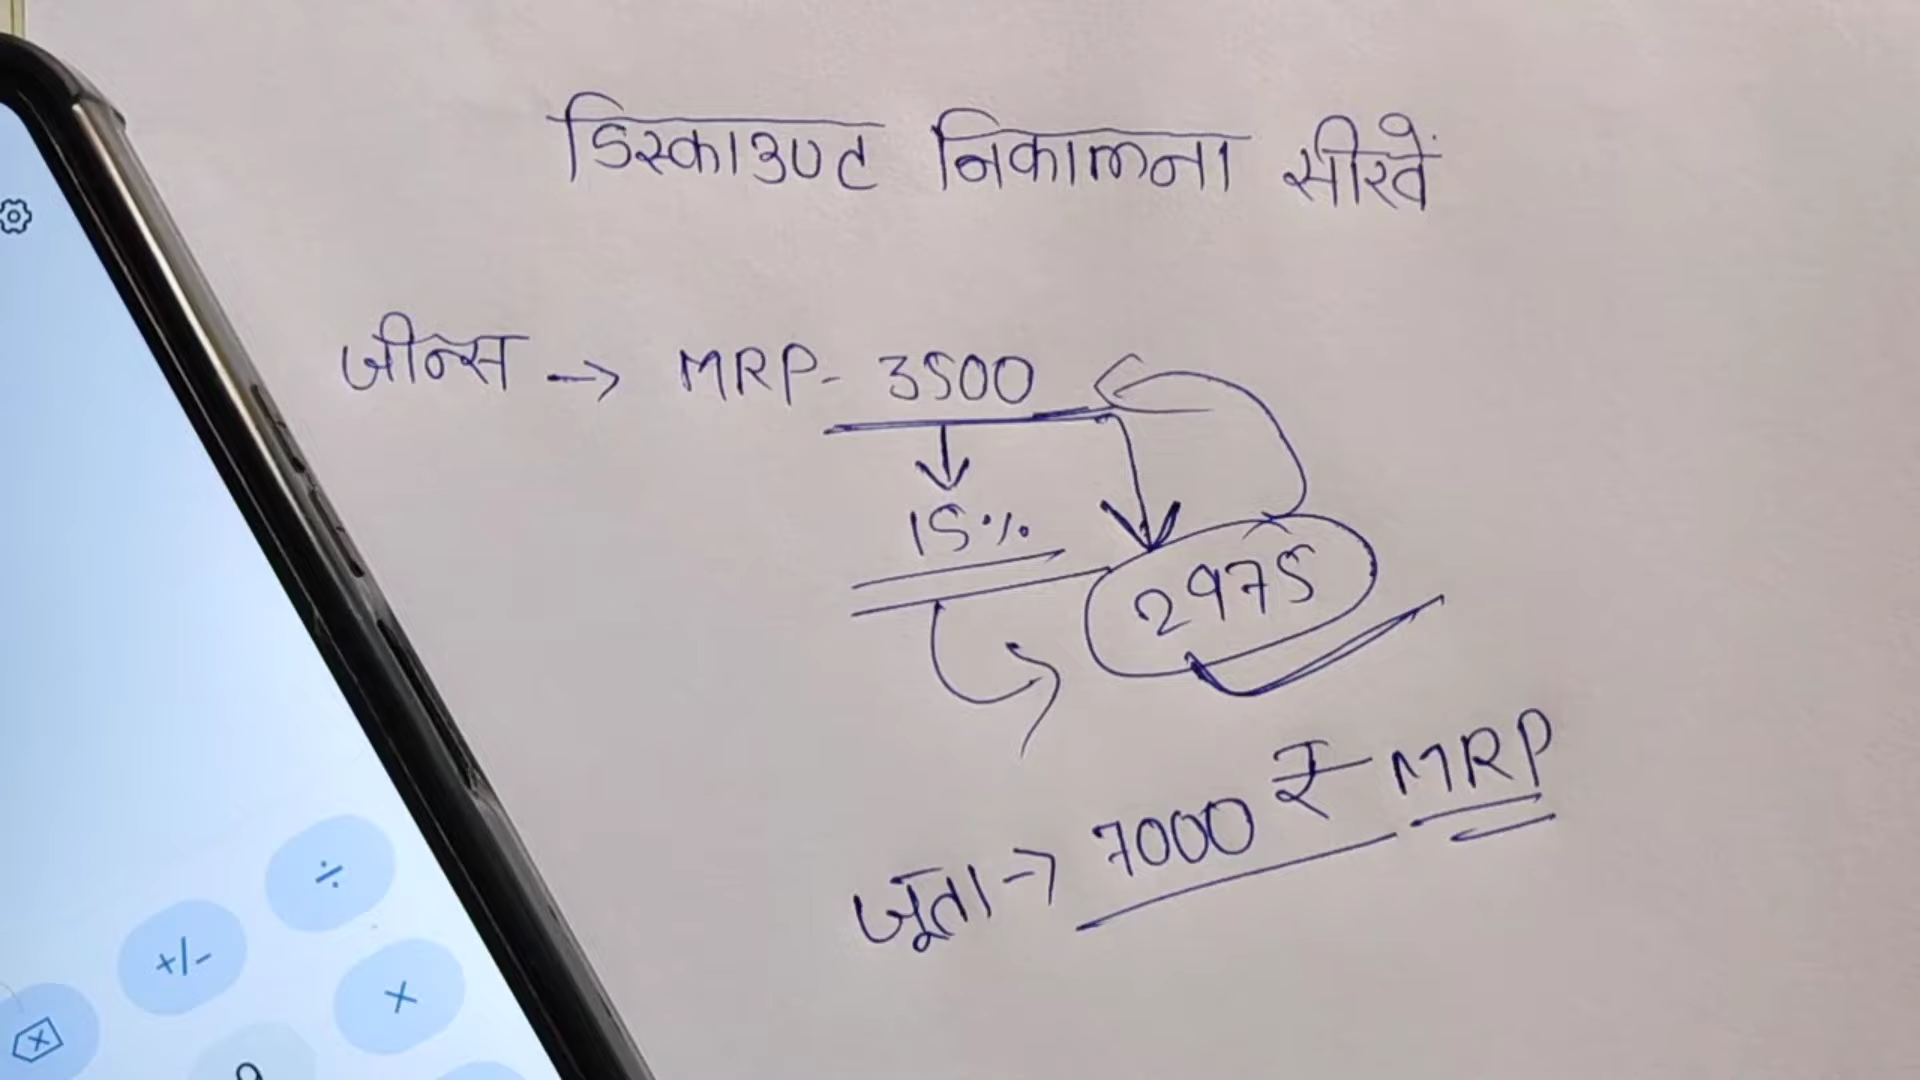 डिस्काउण्ट निकालना सीखें
जीन्स → MRP- 3500
15%
2975
जूता → 7000 ₹ MRP
÷
+/-
×